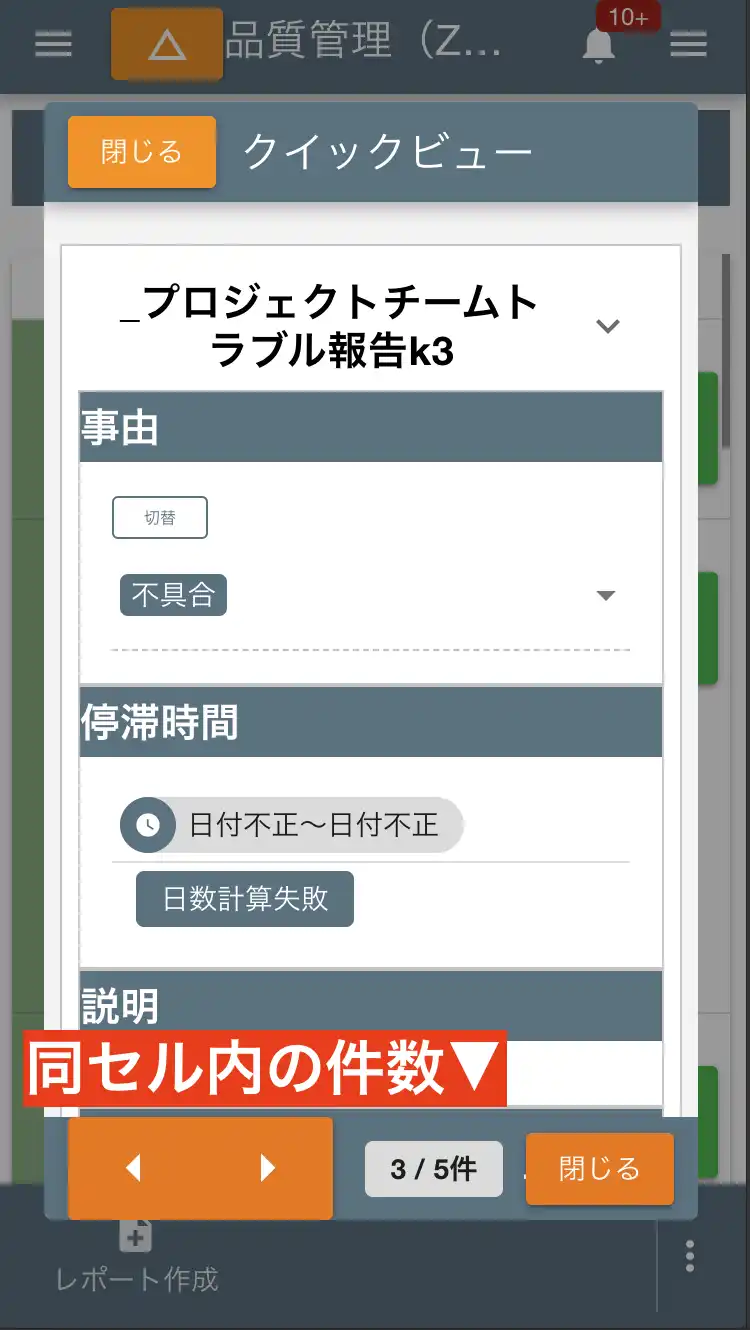 品質管理（Z...
10+
閉じる
クイックビュー
_プロジェクトチームト
ラブル報告k3
事由
切替
不具合
停滞時間
日付不正〜日付不正
日数計算失敗
説明
同セル内の件数▼
3 / 5件
閉じる
レポート作成